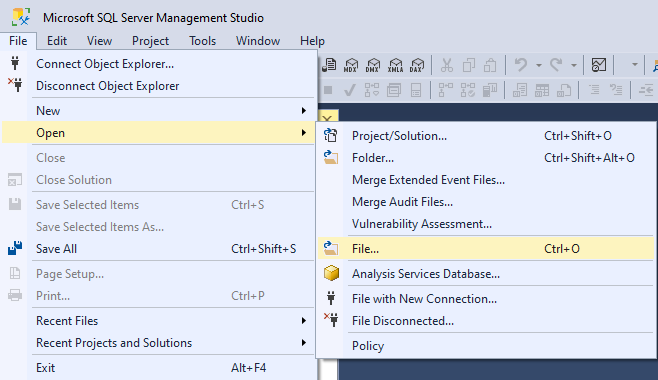 Microsoft SQL Server Management Studio
File Edit View Project Tools Window Help
MDX DMX XMLA DAX
Connect Object Explorer...
Disconnect Object Explorer
New
Open
Close
Close Solution
Save Selected Items Ctrl+S
Save Selected Items As...
Save All Ctrl+Shift+S
Page Setup...
Print... Ctrl+P
Recent Files
Recent Projects and Solutions
Exit Alt+F4
Project/Solution... Ctrl+Shift+O
Folder... Ctrl+Shift+Alt+O
Merge Extended Event Files...
Merge Audit Files...
Vulnerability Assessment...
File... Ctrl+O
Analysis Services Database...
File with New Connection...
File Disconnected...
Policy